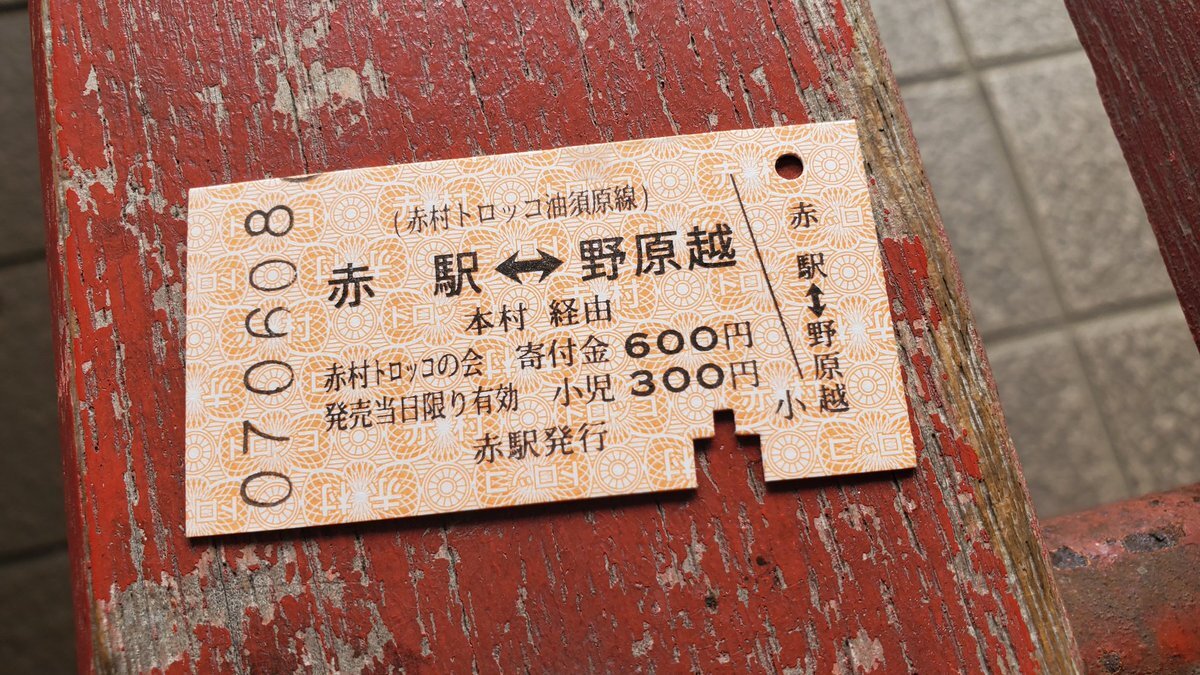 070608
(赤村トロッコ油須原線)
赤 駅↔野原越
本村 経由
赤村トロッコの会 寄付金 600円
発売当日限り有効 小児 300円
赤駅発行
赤駅↕野原越
小